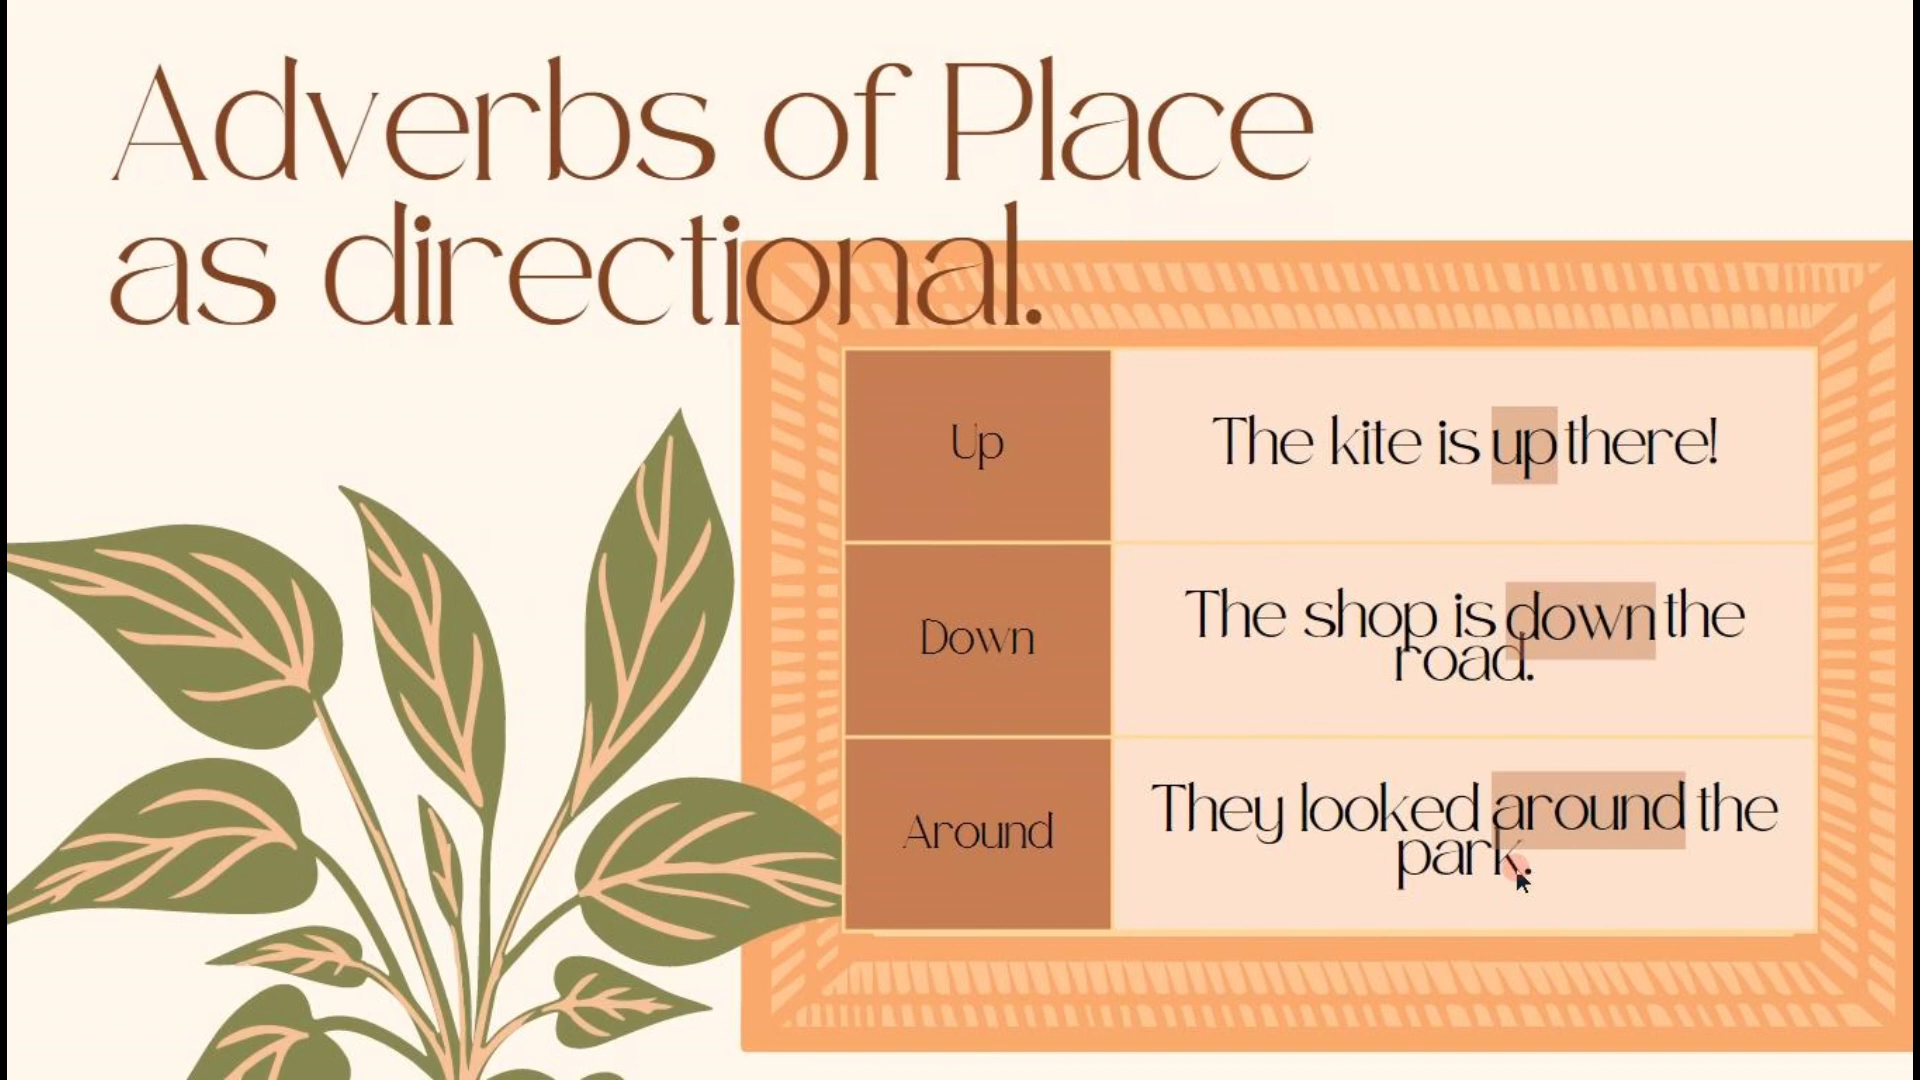 Adverbs of Place
as directional.
Up
The kite is up there!
Down
The shop is down the
road.
Around
They looked around the
park.